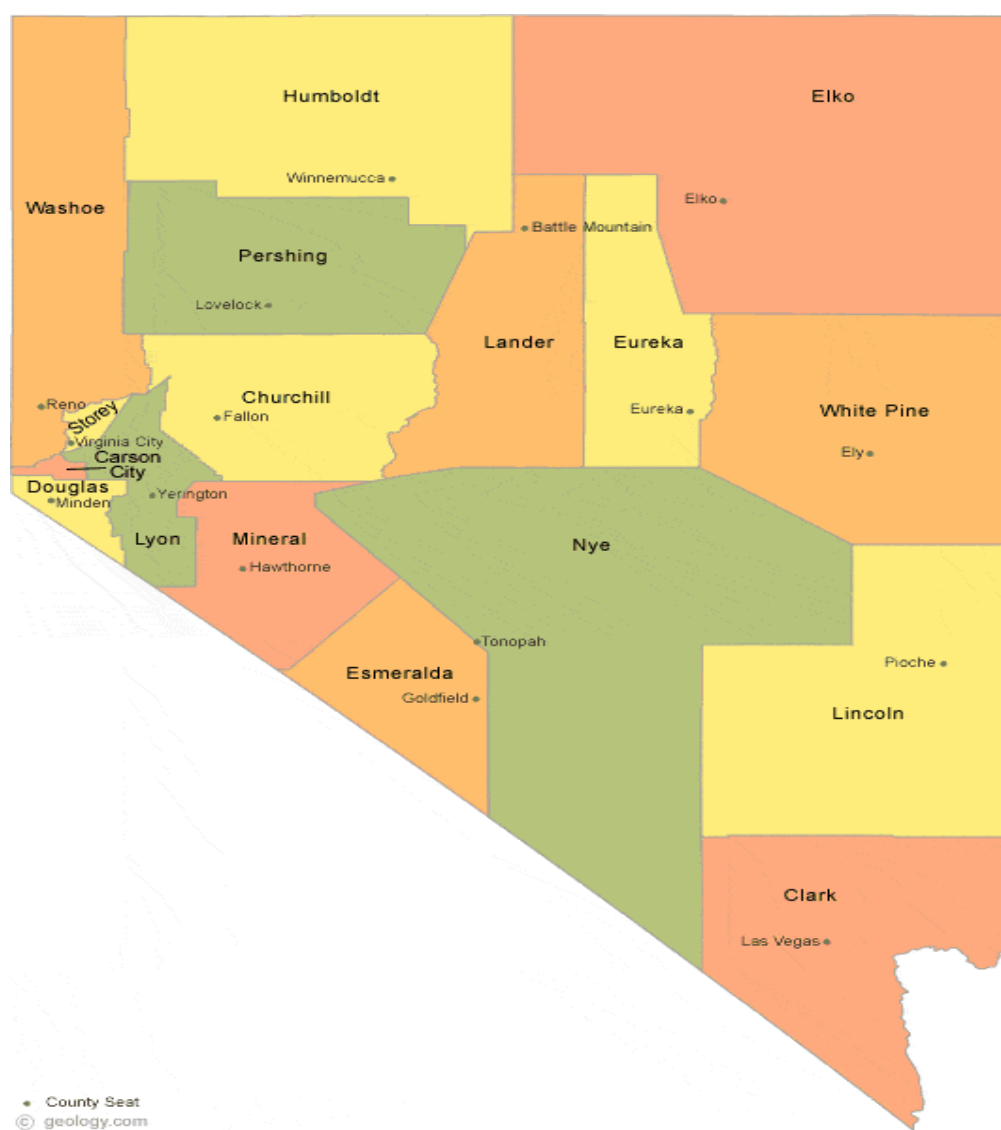 Humboldt
Elko
Winnemucca
Elko
Washoe
Battle Mountain
Pershing
Lovelock
Lander
Eureka
Churchill
Reno
Storey
Fallon
Eureka
White Pine
Virginia City
Carson
City
Ely
Douglas
Minden
Yerington
Lyon
Mineral
Nye
Hawthorne
Tonopah
Esmeralda
Pioche
Goldfield
Lincoln
Clark
Las Vegas
County Seat
© geology.com